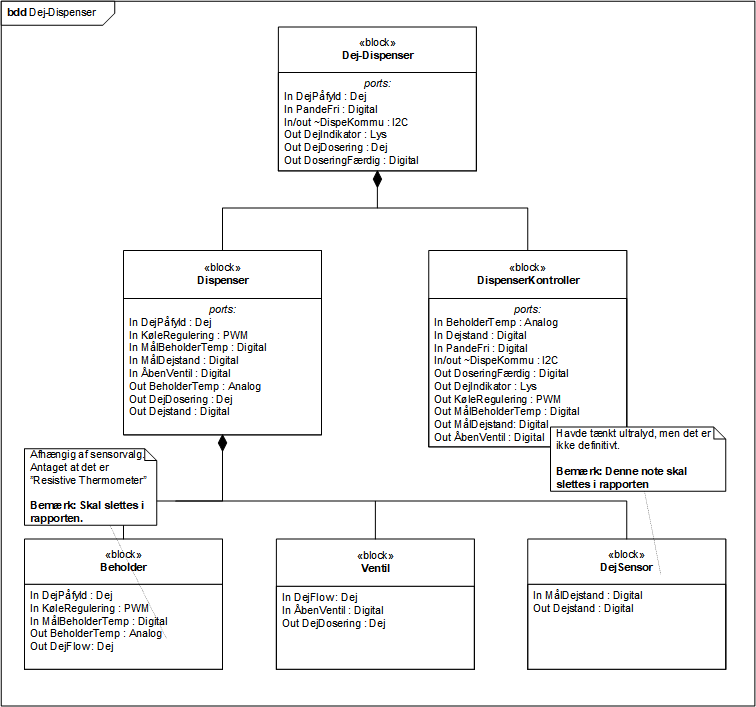 bdd Dej-Dispenser
«block»
Dej-Dispenser
ports:
In DejPåfyld : Dej
In PandeFri : Digital
In/out ~DispeKommu : I2C
Out DejIndikator : Lys
Out DejDosering : Dej
Out DoseringFærdig : Digital
«block»
Dispenser
ports:
In DejPåfyld : Dej
In KøleRegulering : PWM
In MålBeholderTemp : Digital
In MålDejstand : Digital
In ÅbenVentil : Digital
Out BeholderTemp : Analog
Out DejDosering : Dej
Out Dejstand : Digital
«block»
DispenserKontroller
ports:
In BeholderTemp : Analog
In Dejstand : Digital
In PandeFri : Digital
In/out ~DispeKommu : I2C
Out DoseringFærdig : Digital
Out DejIndikator : Lys
Out KøleRegulering : PWM
Out MålBeholderTemp : Digital
Out MålDejstand: Digital
Out ÅbenVentil : Digital
Afhængig af sensorvalg.
Antaget at det er
"Resistive Thermometer"
Bemærk: Skal slettes i
rapporten.
Havde tænkt ultralyd, men det er
ikke definitivt.
Bemærk: Denne note skal
slettes i rapporten
«block»
Beholder
In DejPåfyld : Dej
In KøleRegulering : PWM
In MålBeholderTemp : Digital
Out BeholderTemp : Analog
Out DejFlow: Dej
«block»
Ventil
In DejFlow: Dej
In ÅbenVentil : Digital
Out DejDosering : Dej
«block»
DejSensor
In MålDejstand : Digital
Out Dejstand : Digital